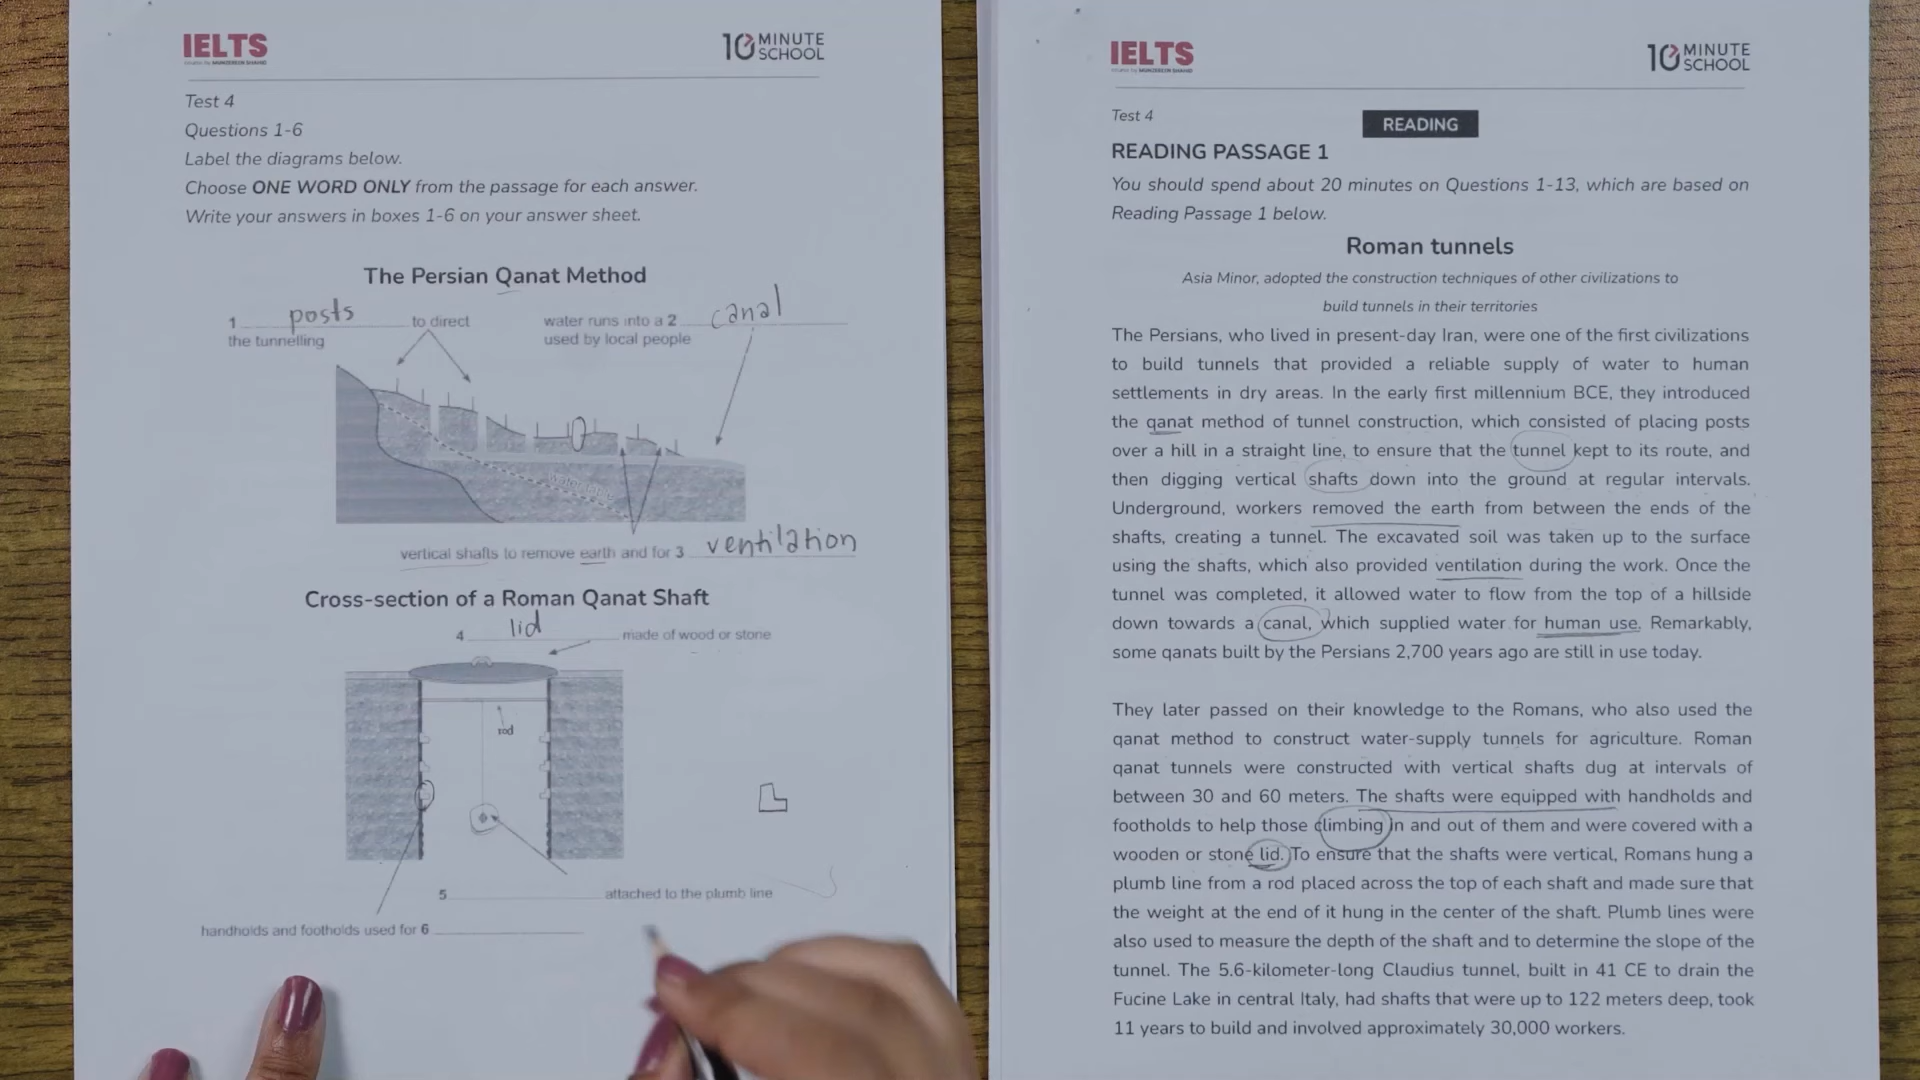 IELTS
10 MINUTE SCHOOL
Test 4
Questions 1-6
Label the diagrams below.
Choose ONE WORD ONLY from the passage for each answer.
Write your answers in boxes 1-6 on your answer sheet.
The Persian Qanat Method
1 posts to direct
the tunnelling
water runs into a 2 canal
used by local people
vertical shafts to remove earth and for 3 ventilation
Cross-section of a Roman Qanat Shaft
4 lid made of wood or stone
rod
5 attached to the plumb line
handholds and footholds used for 6
IELTS
10 MINUTE SCHOOL
Test 4
READING
READING PASSAGE 1
You should spend about 20 minutes on Questions 1-13, which are based on
Reading Passage 1 below.
Roman tunnels
Asia Minor, adopted the construction techniques of other civilizations to
build tunnels in their territories
The Persians, who lived in present-day Iran, were one of the first civilizations
to build tunnels that provided a reliable supply of water to human
settlements in dry areas. In the early first millennium BCE, they introduced
the qanat method of tunnel construction, which consisted of placing posts
over a hill in a straight line, to ensure that the tunnel kept to its route, and
then digging vertical shafts down into the ground at regular intervals.
Underground, workers removed the earth from between the ends of the
shafts, creating a tunnel. The excavated soil was taken up to the surface
using the shafts, which also provided ventilation during the work. Once the
tunnel was completed, it allowed water to flow from the top of a hillside
down towards a canal, which supplied water for human use. Remarkably,
some qanats built by the Persians 2,700 years ago are still in use today.
They later passed on their knowledge to the Romans, who also used the
qanat method to construct water-supply tunnels for agriculture. Roman
qanat tunnels were constructed with vertical shafts dug at intervals of
between 30 and 60 meters. The shafts were equipped with handholds and
footholds to help those climbing in and out of them and were covered with a
wooden or stone lid. To ensure that the shafts were vertical, Romans hung a
plumb line from a rod placed across the top of each shaft and made sure that
the weight at the end of it hung in the center of the shaft. Plumb lines were
also used to measure the depth of the shaft and to determine the slope of the
tunnel. The 5.6-kilometer-long Claudius tunnel, built in 41 CE to drain the
Fucine Lake in central Italy, had shafts that were up to 122 meters deep, took
11 years to build and involved approximately 30,000 workers.